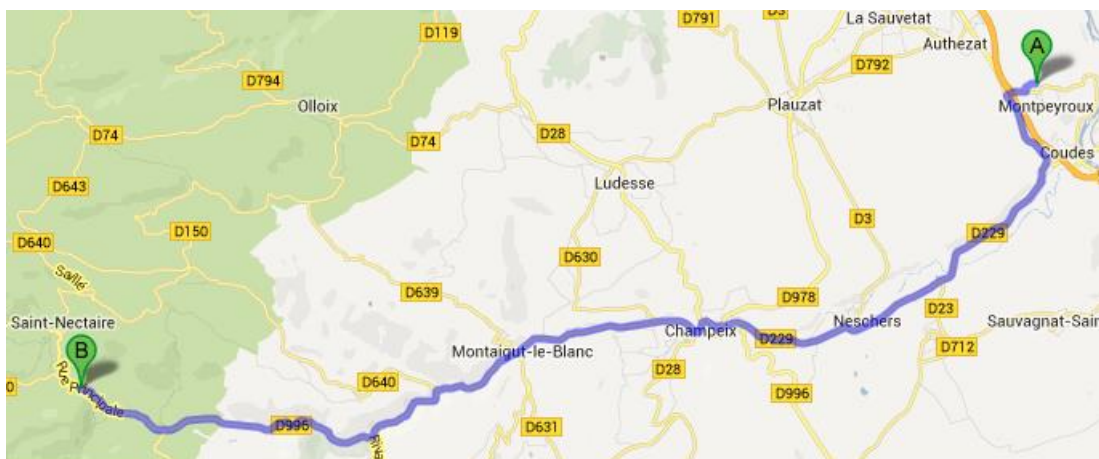 D791
D3
La Sauvetat
D119
Authezat
A
D794
D792
Olloix
Plauzat
Montpeyroux
D74
D28
D74
Coudes
D643
Ludesse
D150
D229
D640
D630
Saillé
D639
D978
D23
Saint-Nectaire
Champeix
Neschers
Sauvagnat-Sain
B
D229
Montaigut-le-Blanc
D712
D28
Rue Principale
D640
0
D996
D996
D631